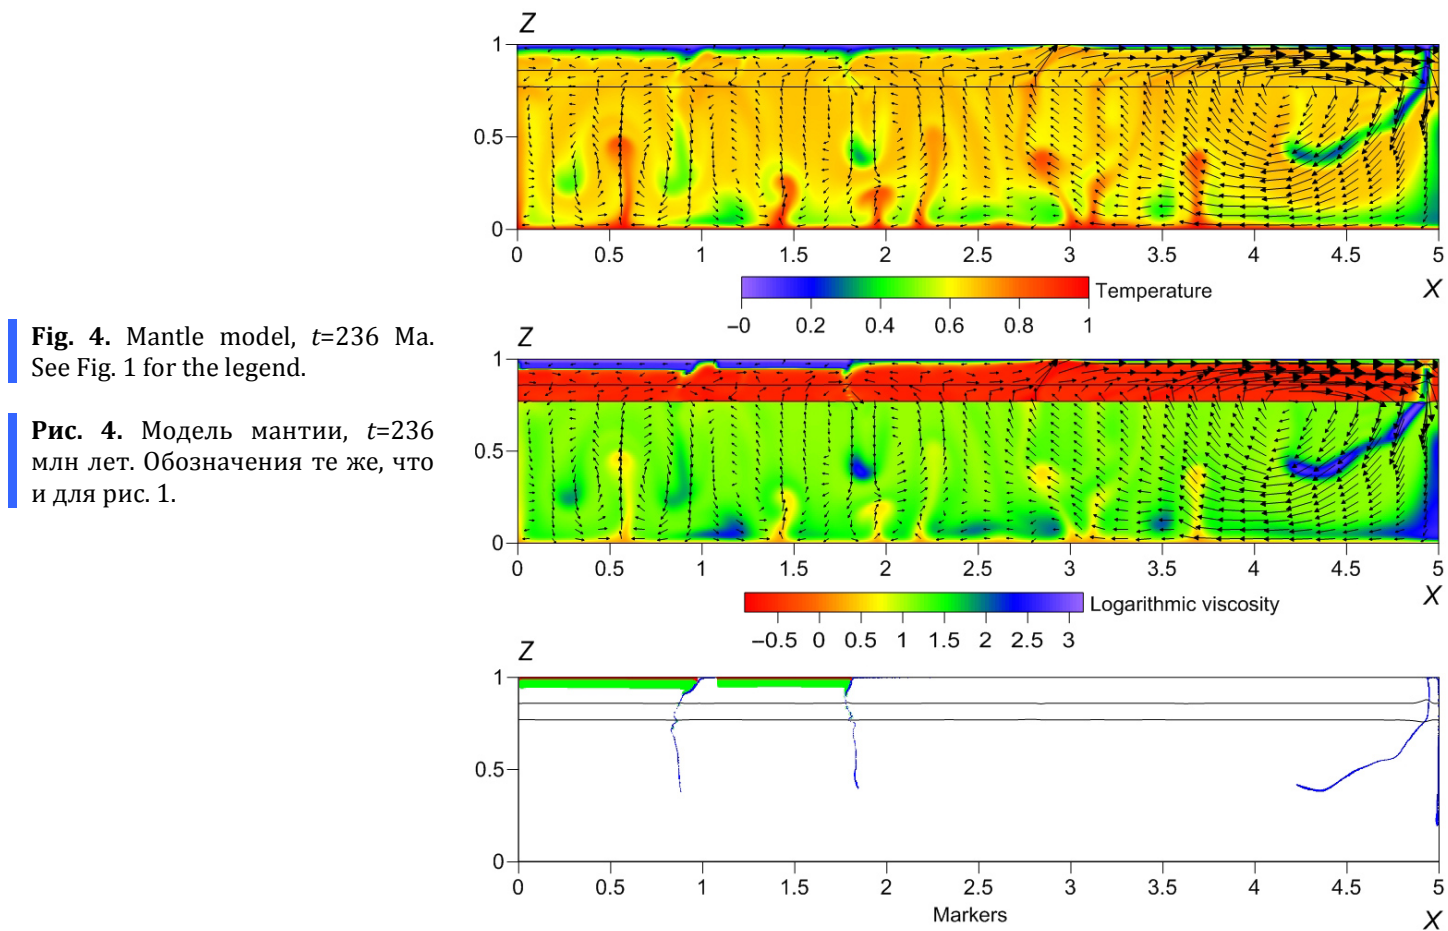 Z
1
0.5
0
0 0.5 1 1.5 2 2.5 3 3.5 4 4.5 5
X
Temperature
−0 0.2 0.4 0.6 0.8 1
Fig. 4. Mantle model, t=236 Ma.
See Fig. 1 for the legend.
Рис. 4. Модель мантии, t=236
млн лет. Обозначения те же, что
и для рис. 1.
Z
1
0.5
0
0 0.5 1 1.5 2 2.5 3 3.5 4 4.5 5
X
Logarithmic viscosity
−0.5 0 0.5 1 1.5 2 2.5 3
Z
1
0.5
0
0 0.5 1 1.5 2 2.5 3 3.5 4 4.5 5
Markers
X